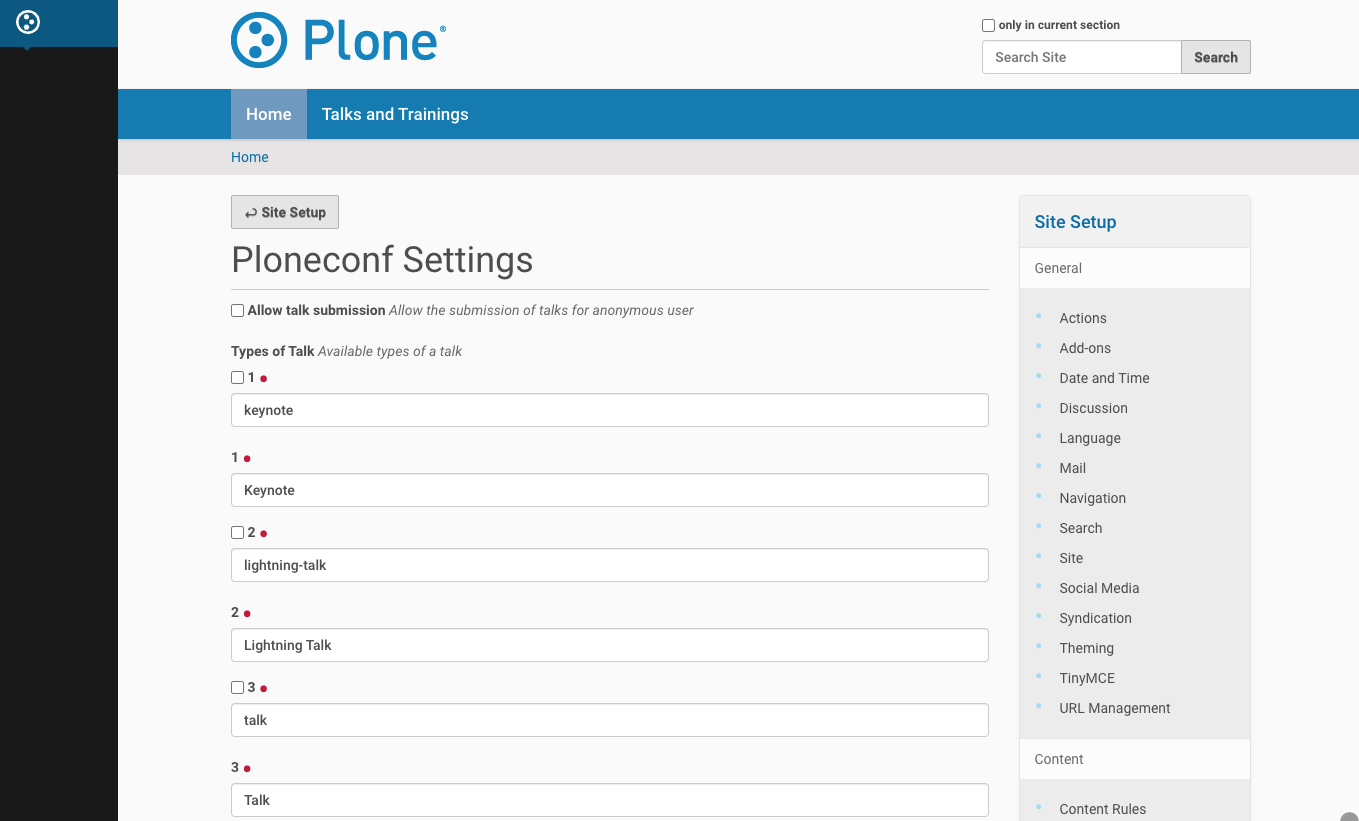 Plone®
only in current section
Search Site
Search
Home
Talks and Trainings
Home
Site Setup
Ploneconf Settings
Allow talk submission Allow the submission of talks for anonymous user
Types of Talk Available types of a talk
1
keynote
1
Keynote
2
lightning-talk
2
Lightning Talk
3
talk
3
Talk
Site Setup
General
Actions
Add-ons
Date and Time
Discussion
Language
Mail
Navigation
Search
Site
Social Media
Syndication
Theming
TinyMCE
URL Management
Content
Content Rules